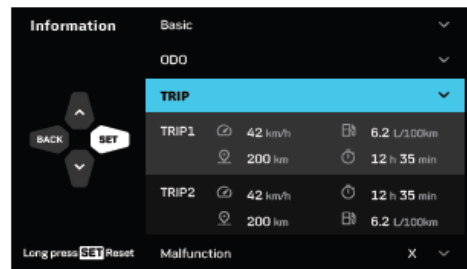 Information
Basic
ODO
TRIP
BACK
SET
TRIP1 42 km/h 6.2 L/100km
200 km 12 h 35 min
TRIP2 42 km/h 12 h 35 min
200 km 6.2 L/100km
Long press SET Reset
Malfunction X